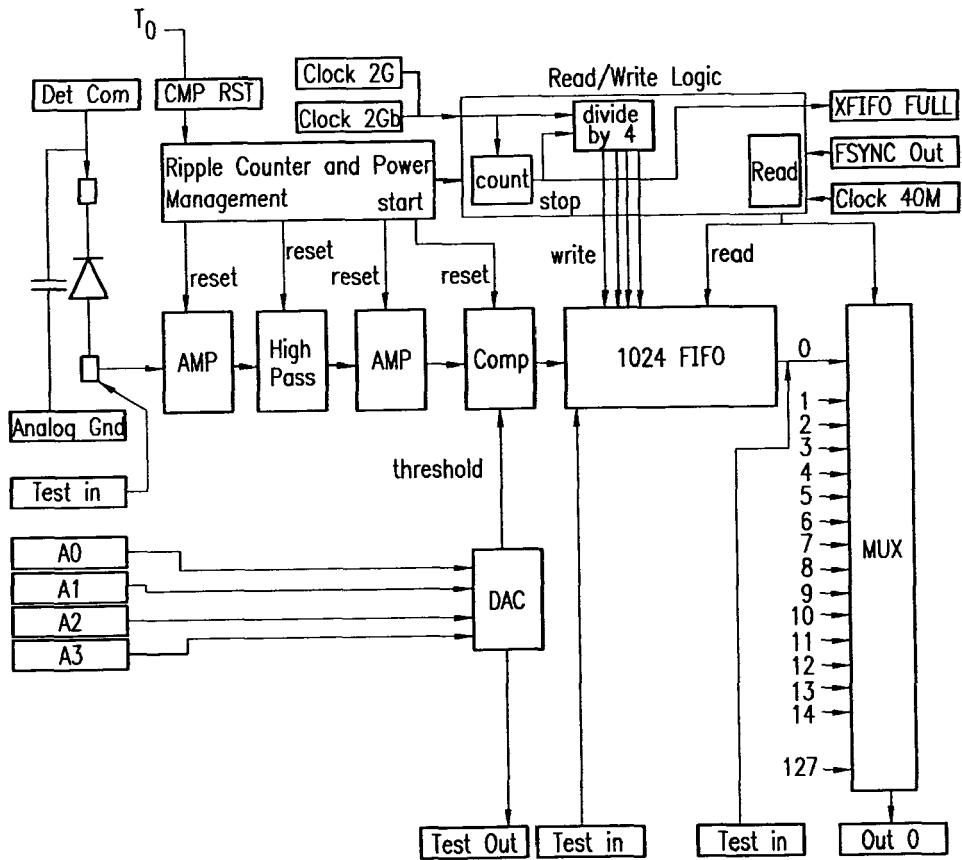 T0
Det Com
CMP RST
Clock 2G
Clock 2Gb
Read/Write Logic
divide
by 4
count
stop
Read
XFIFO FULL
FSYNC Out
Clock 40M
Ripple Counter and Power
Management
start
reset
reset
reset
reset
write
read
AMP
High
Pass
AMP
Comp
1024 FIFO
0
1
2
3
4
5
6
7
8
9
10
11
12
13
14
127
MUX
Analog Gnd
Test in
threshold
A0
A1
A2
A3
DAC
Test Out
Test in
Test in
Out 0